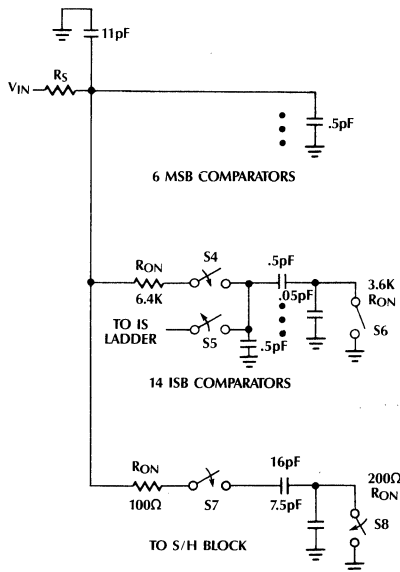 11pF
RS
VIN
.5pF
6 MSB COMPARATORS
RON
6.4K
S4
.5pF
.05pF
3.6K
RON
S6
TO IS
LADDER
S5
.5pF
14 ISB COMPARATORS
RON
100Ω
S7
16pF
7.5pF
200Ω
RON
S8
TO S/H BLOCK